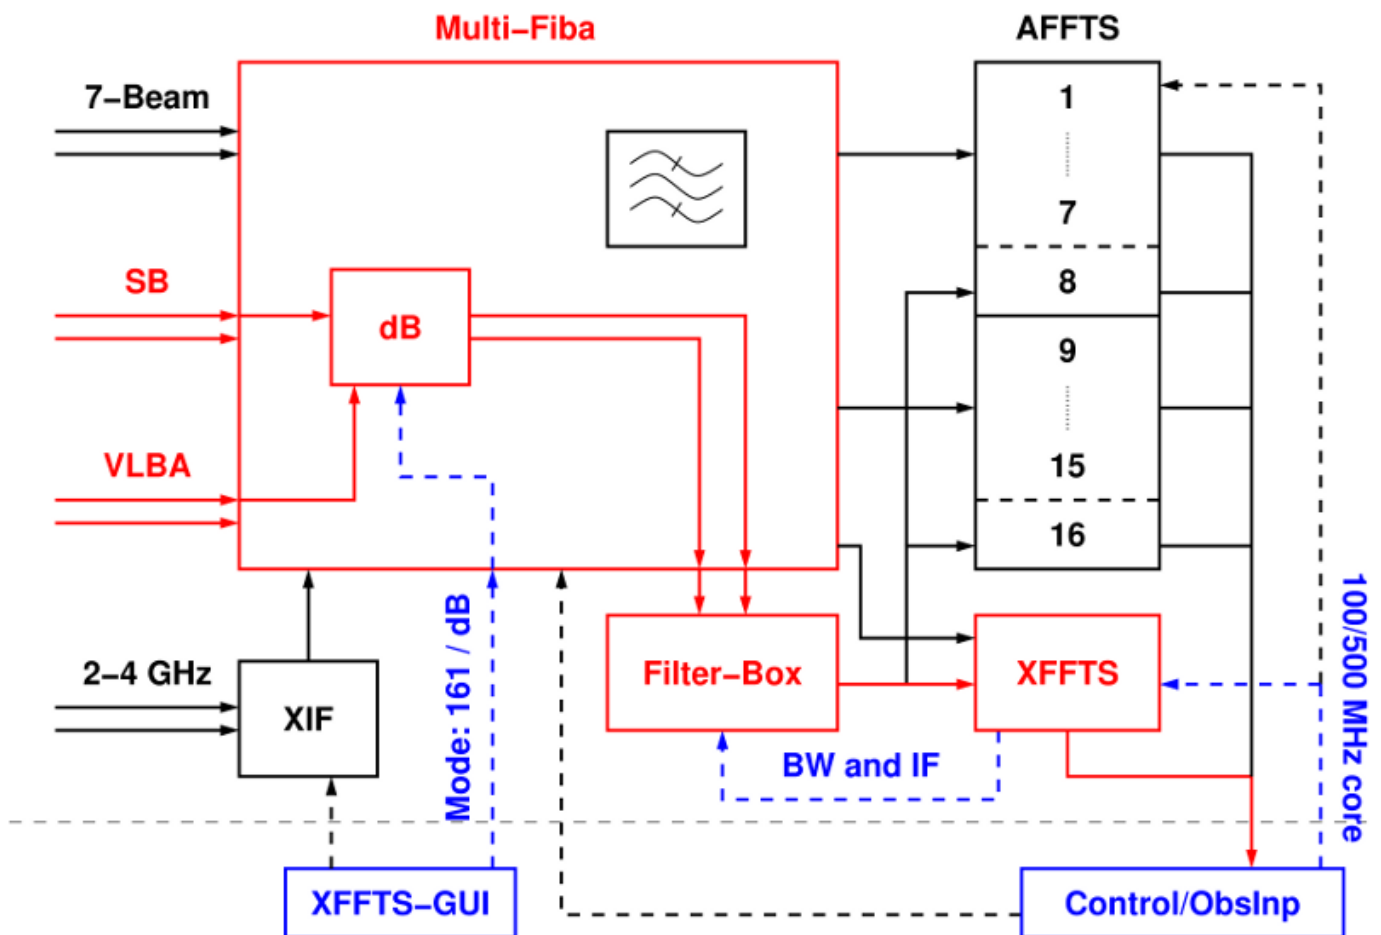 Multi–Fiba
AFFTS
7–Beam
1
7
SB
8
dB
9
VLBA
15
16
2–4 GHz
XIF
Mode: 161 / dB
Filter–Box
XFFTS
100/500 MHz core
BW and IF
XFFTS–GUI
Control/ObsInp